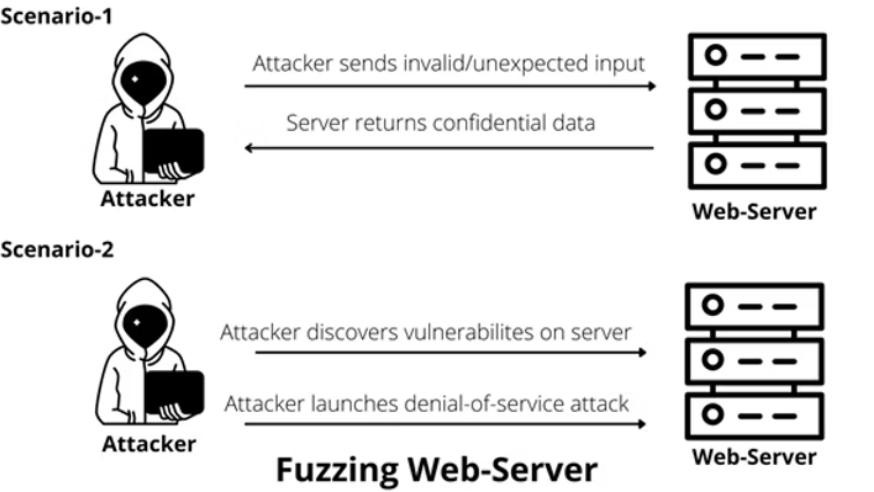 Scenario-1
Attacker sends invalid/unexpected input
Server returns confidential data
Attacker
Web-Server
Scenario-2
Attacker discovers vulnerabilites on server
Attacker launches denial-of-service attack
Attacker
Web-Server
Fuzzing Web-Server